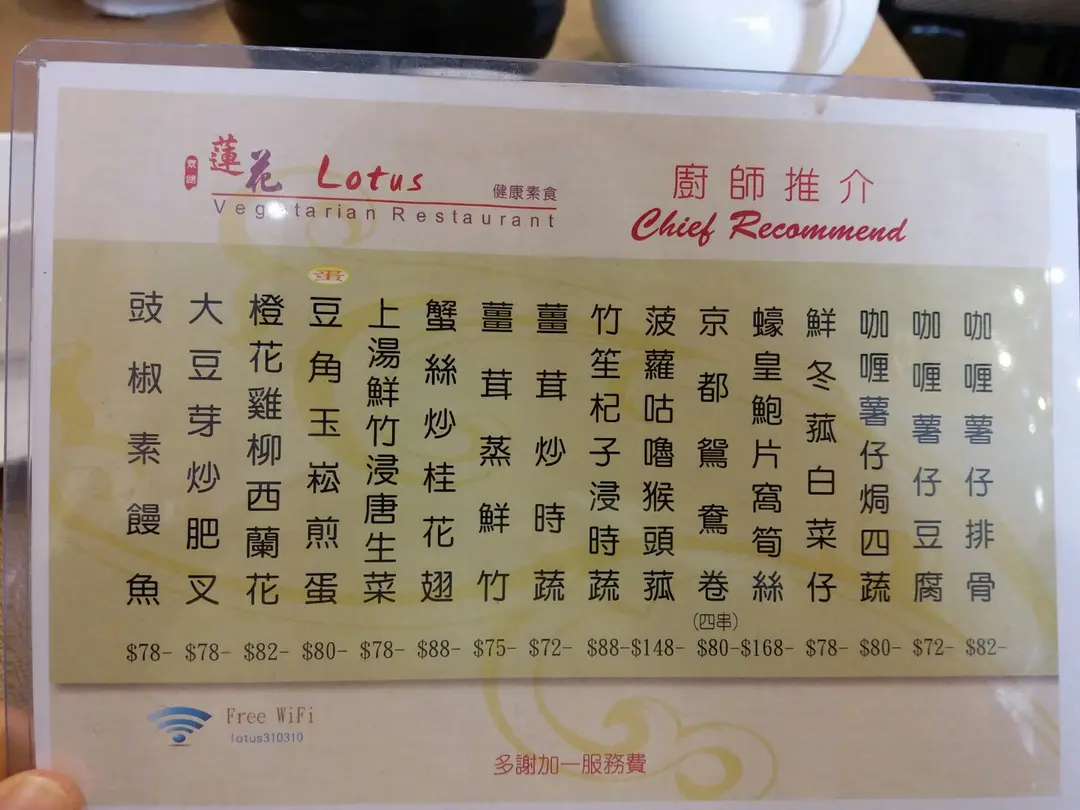 素諾
蓮花 Lotus 健康素食
Vegetarian Restaurant
廚師推介
Chief Recommend
咖喱薯仔排骨 $82-
咖喱薯仔豆腐 $72-
咖喱薯仔焗四蔬 $80-
鮮冬菰白菜仔 $78-
蠔皇鮑片窩筍絲 $168-
京都鴛鴦卷(四串) $80-
菠蘿咕嚕猴頭菰 $148-
竹笙杞子浸時蔬 $88-
薑茸炒時蔬 $72-
薑茸蒸鮮竹 $75-
蟹絲炒桂花翅 $88-
上湯鮮竹浸唐生菜 $78-
蛋
豆角玉崧煎蛋 $80-
橙花雞柳西蘭花 $82-
大豆芽炒肥叉 $78-
豉椒素饅魚 $78-
Free WiFi
lotus310310
多謝加一服務費